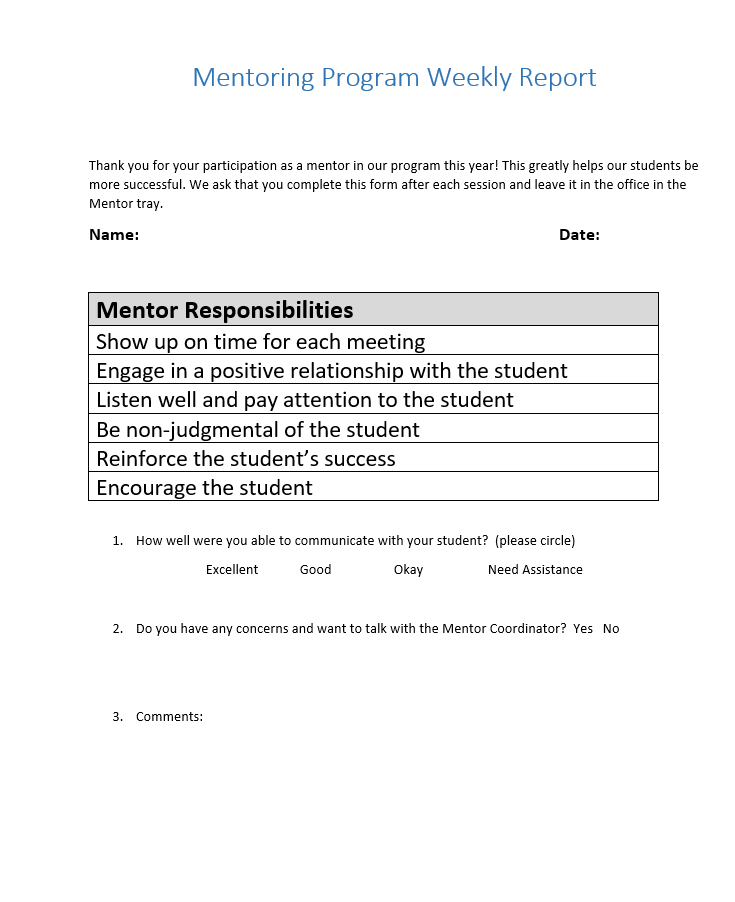 Mentoring Program Weekly Report
Thank you for your participation as a mentor in our program this year! This greatly helps our students be
more successful. We ask that you complete this form after each session and leave it in the office in the
Mentor tray.
Name: Date:
Mentor Responsibilities
Show up on time for each meeting
Engage in a positive relationship with the student
Listen well and pay attention to the student
Be non-judgmental of the student
Reinforce the student’s success
Encourage the student
1. How well were you able to communicate with your student? (please circle)
Excellent Good Okay Need Assistance
2. Do you have any concerns and want to talk with the Mentor Coordinator? Yes No
3. Comments: